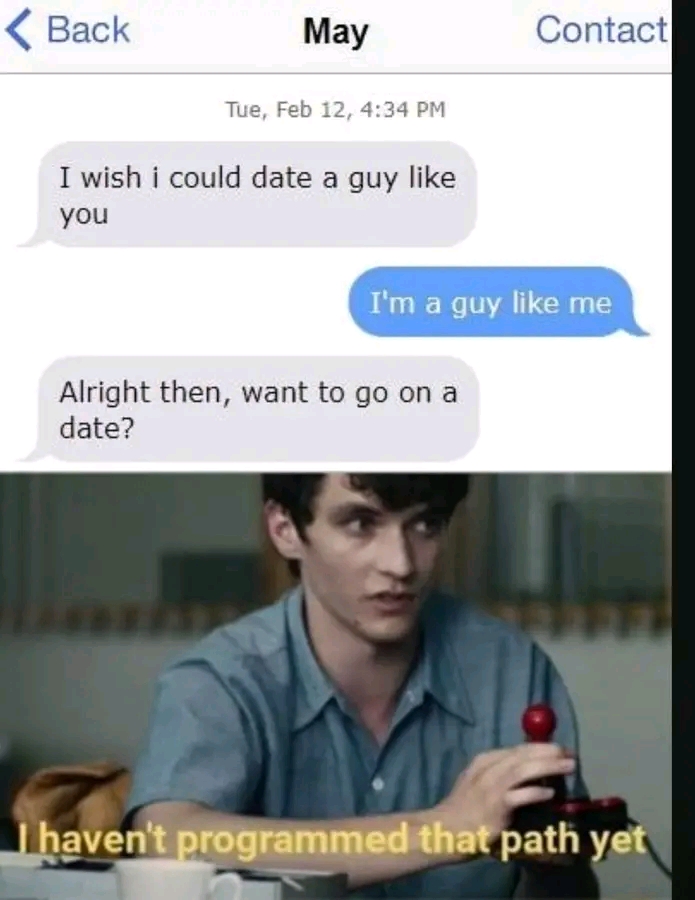 Back May Contact
Tue, Feb 12, 4:34 PM
I wish i could date a guy like
you
I'm a guy like me
Alright then, want to go on a
date?
I haven't programmed that path yet